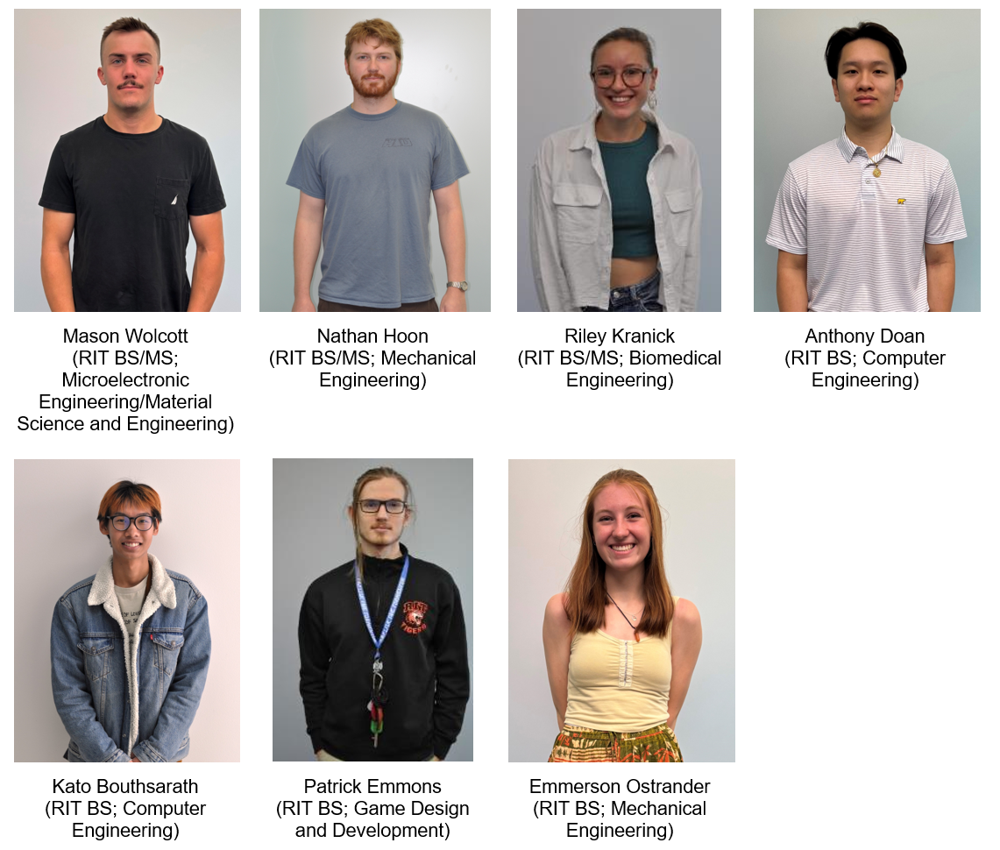 Mason Wolcott
(RIT BS/MS;
Microelectronic
Engineering/Material
Science and Engineering)
Nathan Hoon
(RIT BS/MS; Mechanical
Engineering)
Riley Kranick
(RIT BS/MS; Biomedical
Engineering)
Anthony Doan
(RIT BS; Computer
Engineering)
Kato Bouthsarath
(RIT BS; Computer
Engineering)
RIT
TIGERS
Patrick Emmons
(RIT BS; Game Design
and Development)
Emmerson Ostrander
(RIT BS; Mechanical
Engineering)